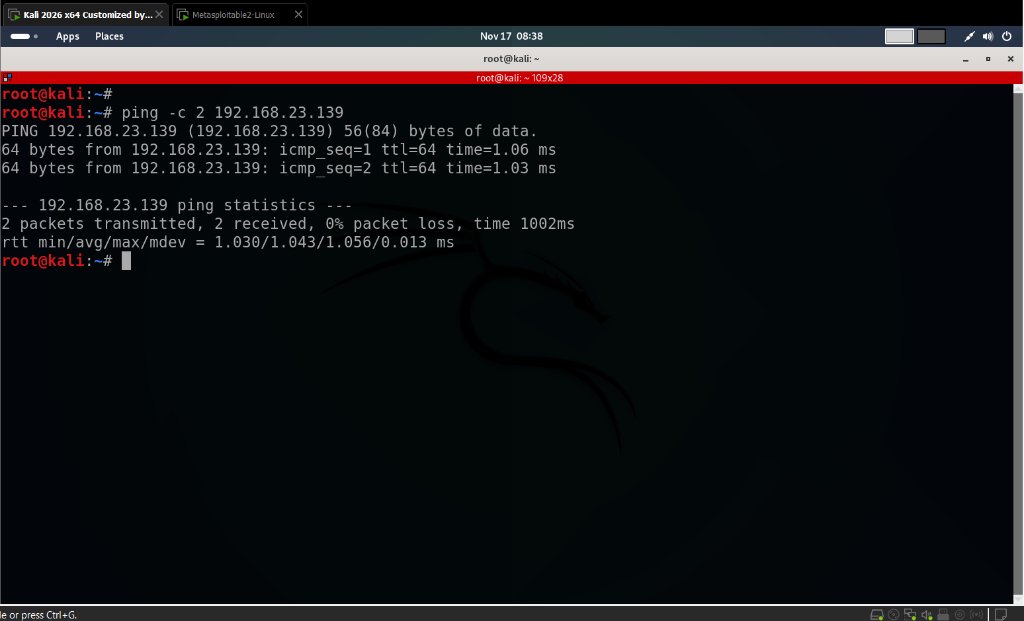 Kali 2026 x64 Customized by...
Metasploitable2-Linux
Apps Places Nov 17 08:38
root@kali: ~
root@kali: ~ 109x28
root@kali:~#
root@kali:~# ping -c 2 192.168.23.139
PING 192.168.23.139 (192.168.23.139) 56(84) bytes of data.
64 bytes from 192.168.23.139: icmp_seq=1 ttl=64 time=1.06 ms
64 bytes from 192.168.23.139: icmp_seq=2 ttl=64 time=1.03 ms
--- 192.168.23.139 ping statistics ---
2 packets transmitted, 2 received, 0% packet loss, time 1002ms
rtt min/avg/max/mdev = 1.030/1.043/1.056/0.013 ms
root@kali:~#
le or press Ctrl+G.